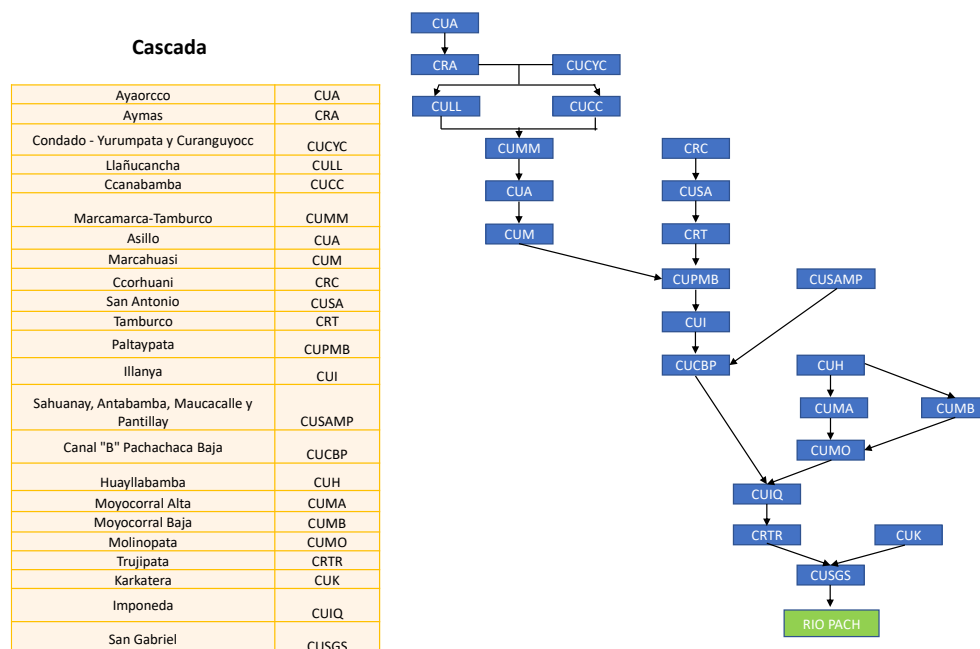 Cascada
Ayaorcco CUA
Aymas CRA
Condado - Yurumpata y Curanguyocc CUCYC
Llañucancha CULL
Ccanabamba CUCC
Marcamarca-Tamburco CUMM
Asillo CUA
Marcahuasi CUM
Ccorhuani CRC
San Antonio CUSA
Tamburco CRT
Paltaypata CUPMB
Illanya CUI
Sahuanay, Antabamba, Maucacalle y
Pantillay CUSAMP
Canal "B" Pachachaca Baja CUCBP
Huayllabamba CUH
Moyocorral Alta CUMA
Moyocorral Baja CUMB
Molinopata CUMO
Trujipata CRTR
Karkatera CUK
Imponeda CUIQ
San Gabriel CUSGS
CUA
CRA CUCYC
CULL CUCC
CUMM CRC
CUA CUSA
CUM CRT
CUPMB CUSAMP
CUI
CUCBP CUH
CUMA CUMB
CUMO
CUIQ
CRTR CUK
CUSGS
RIO PACH